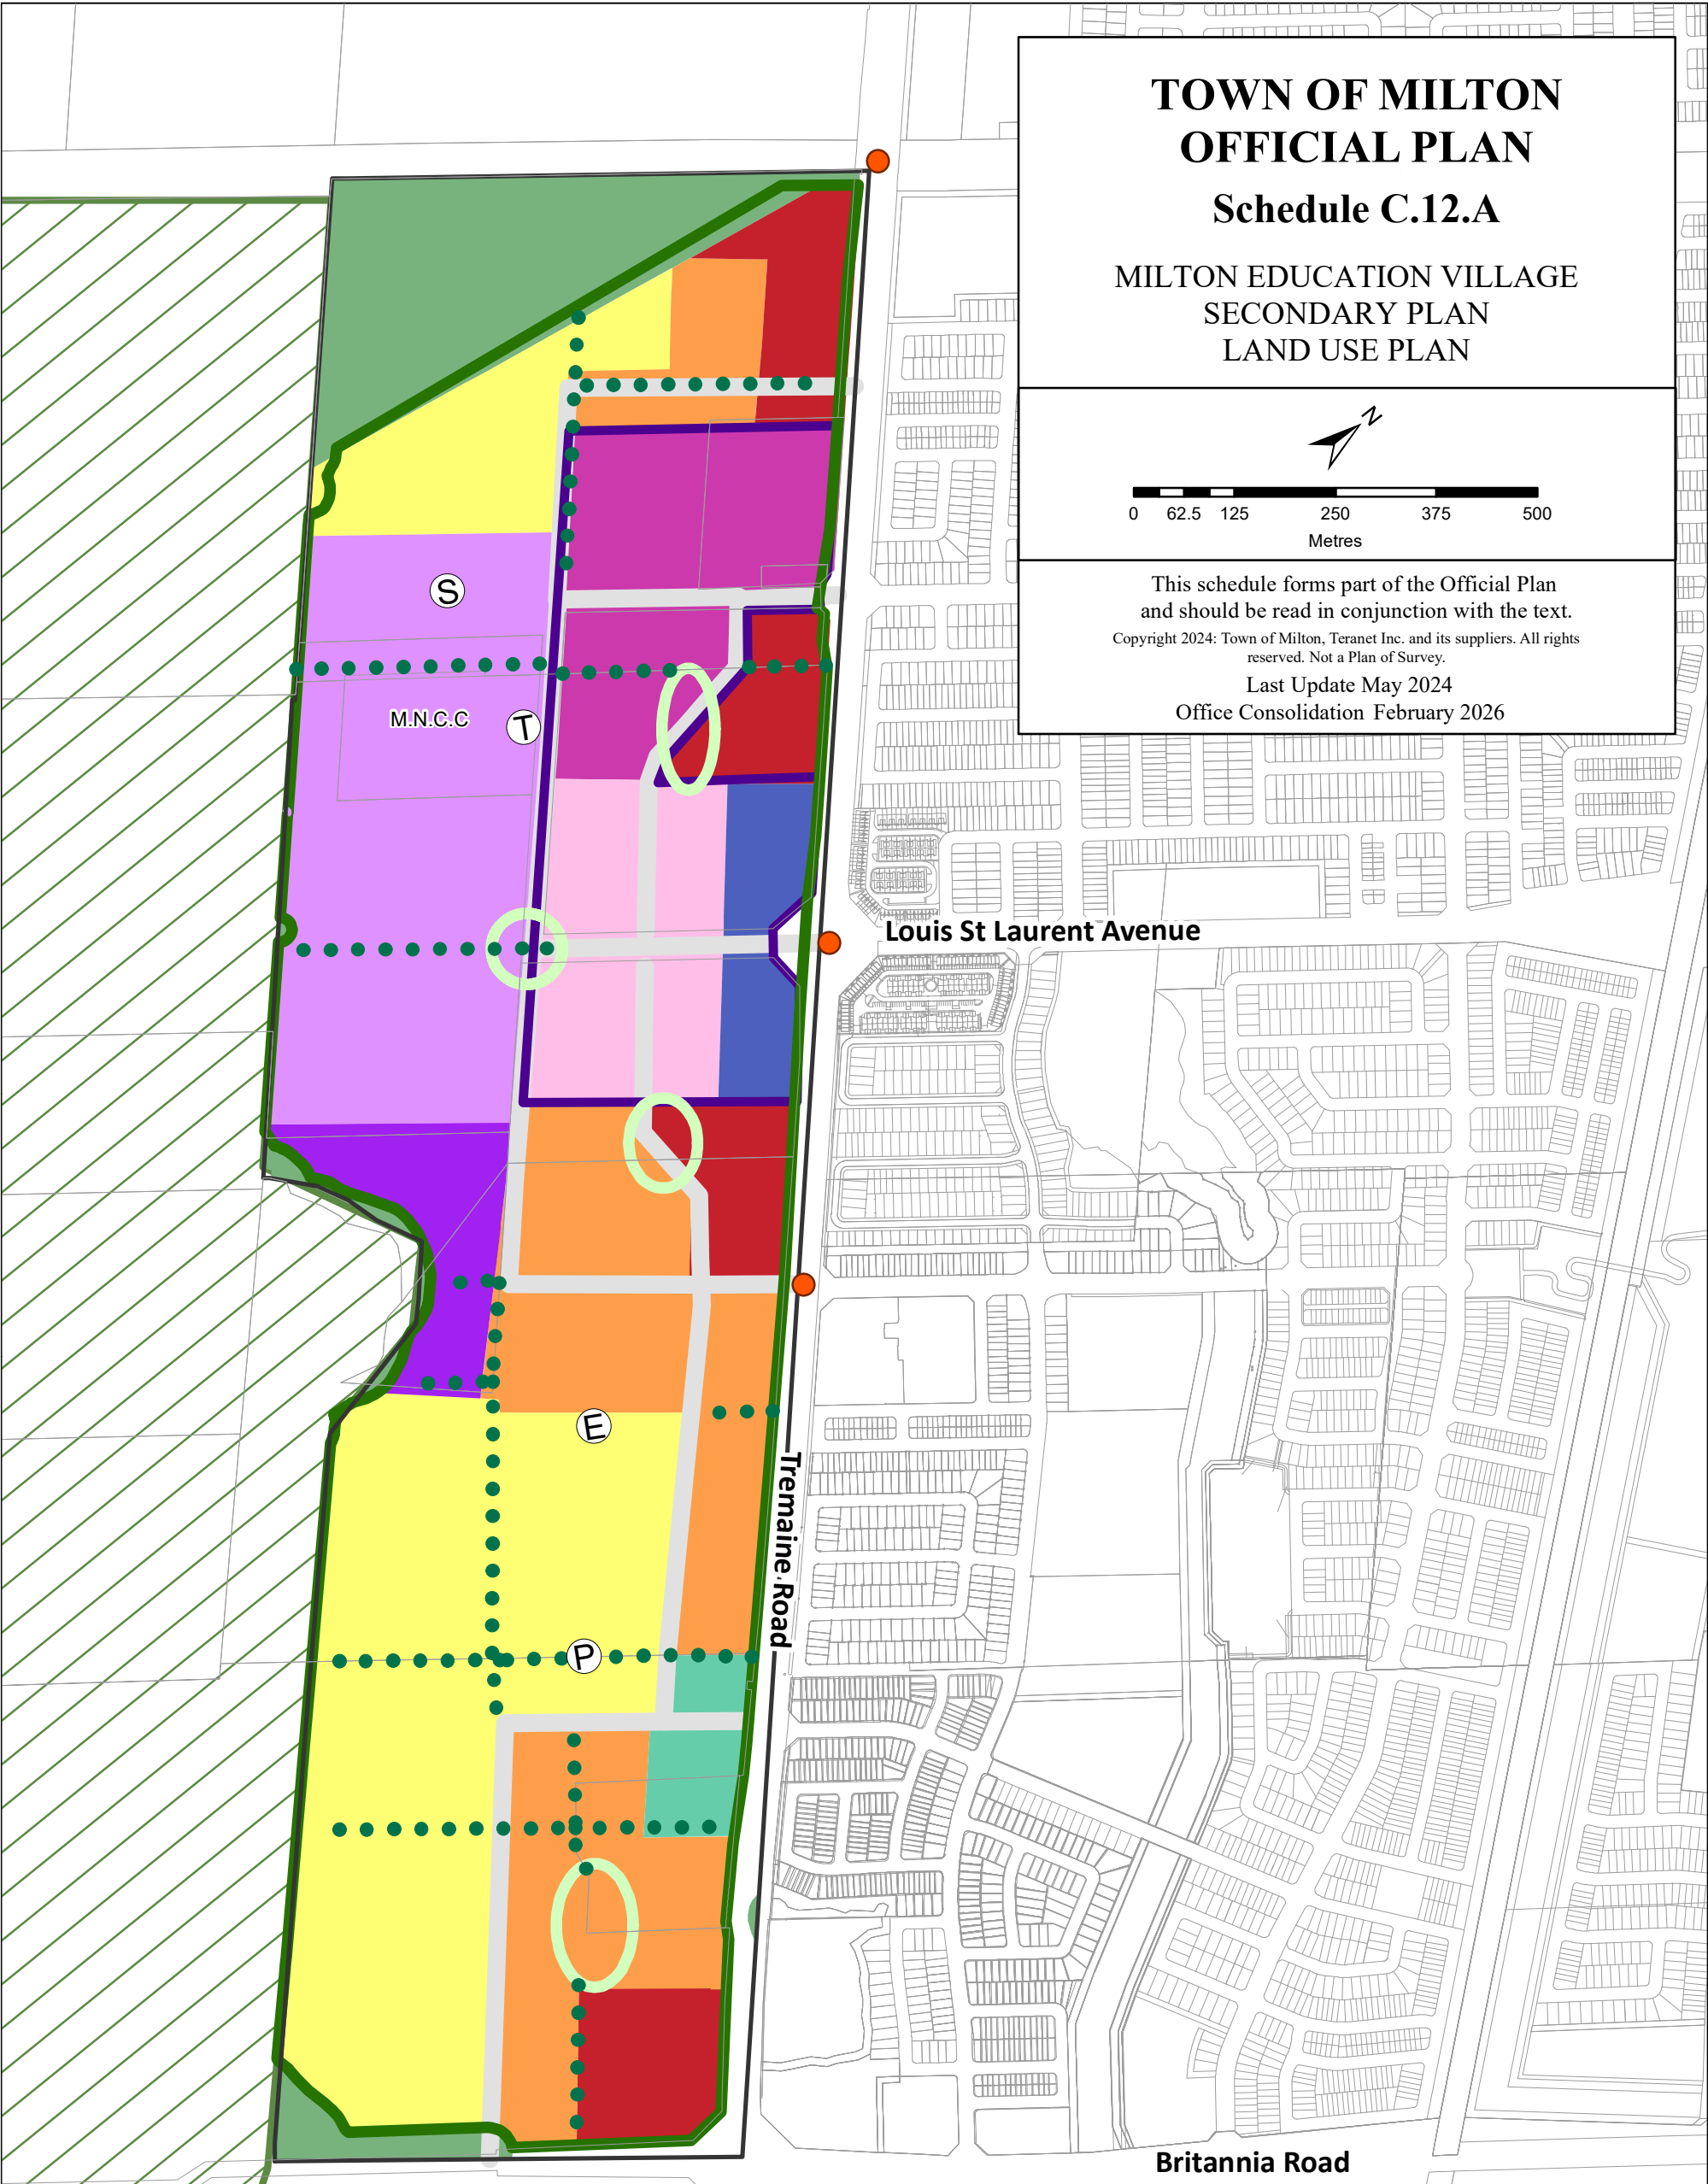 TOWN OF MILTON
OFFICIAL PLAN
Schedule C.12.A
MILTON EDUCATION VILLAGE
SECONDARY PLAN
LAND USE PLAN
N
0 62.5 125 250 375 500
Metres
This schedule forms part of the Official Plan
and should be read in conjunction with the text.
Copyright 2024: Town of Milton, Teranet Inc. and its suppliers. All rights
reserved. Not a Plan of Survey.
Last Update May 2024
Office Consolidation February 2026
S
M.N.C.C
T
Louis St Laurent Avenue
E
Tremaine Road
P
Britannia Road